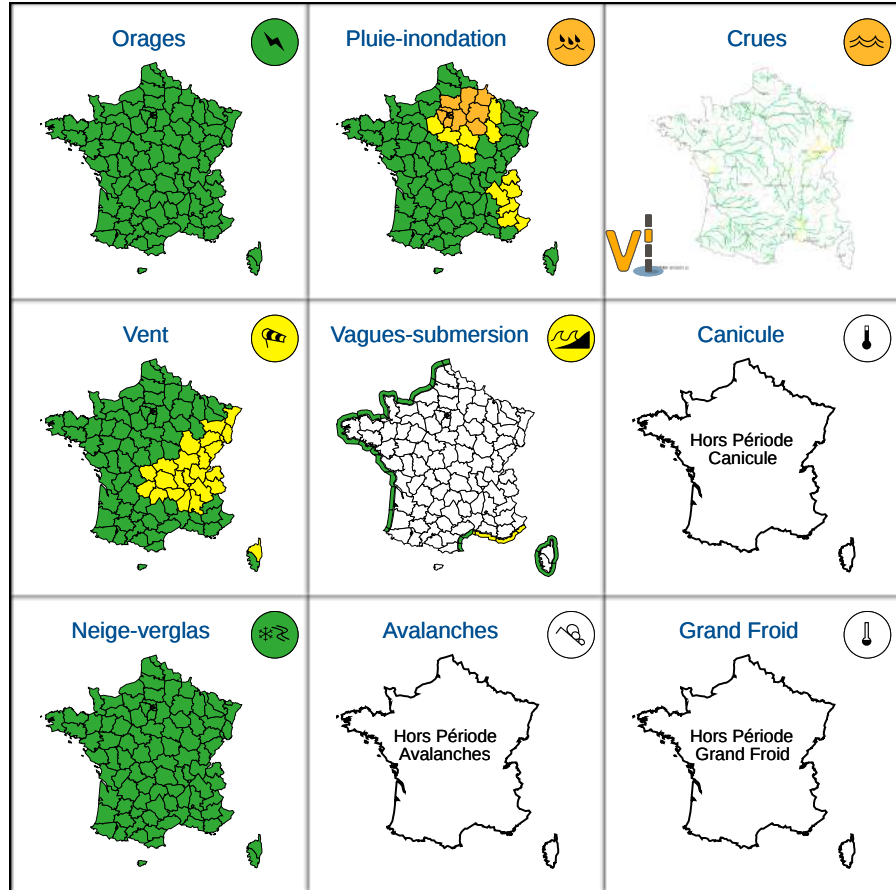 Orages
Pluie-inondation
Crues
Vi
Vent
Vagues-submersion
Canicule
Hors Période
Canicule
Neige-verglas
Avalanches
Grand Froid
Hors Période
Avalanches
Hors Période
Grand Froid